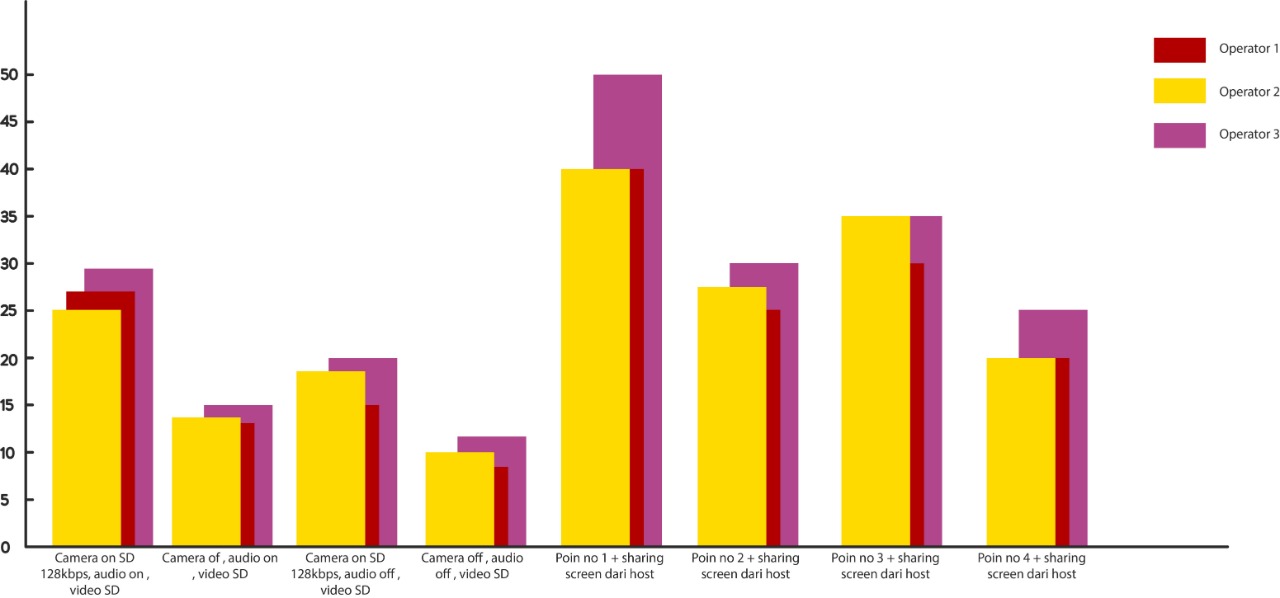 50
45
40
35
30
25
20
15
10
5
0
Operator 1
Operator 2
Operator 3
Camera on SD
128kbps, audio on ,
video SD
Camera of , audio on
, video SD
Camera on SD
128kbps, audio off ,
video SD
Camera off , audio
off , video SD
Poin no 1 + sharing
screen dari host
Poin no 2 + sharing
screen dari host
Poin no 3 + sharing
screen dari host
Poin no 4 + sharing
screen dari host